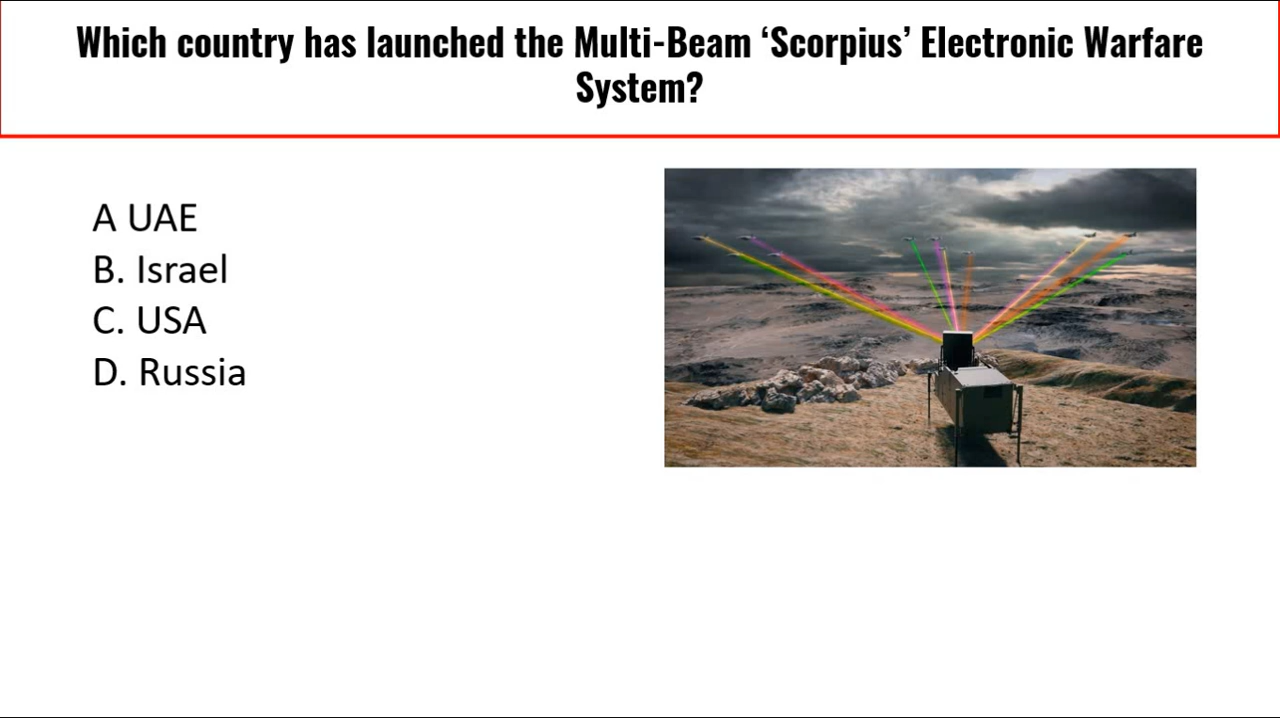 Which country has launched the Multi-Beam ‘Scorpius’ Electronic Warfare
System?
A UAE
B. Israel
C. USA
D. Russia